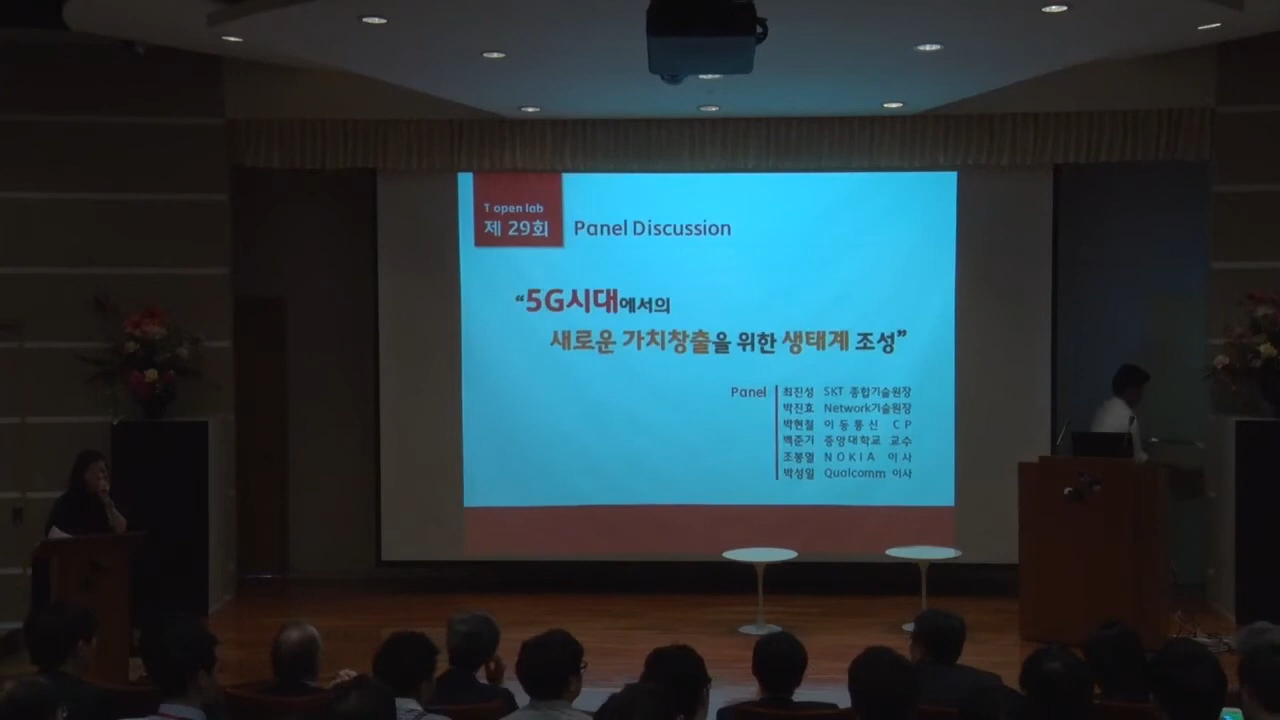 T open lab
제 29회
Panel Discussion
“5G시대에서의
새로운 가치창출을 위한 생태계 조성”
Panel
최진성 SKT 종합기술원장
박진효 Network기술원장
박현철 이동통신 CP
백준기 중앙대학교 교수
조봉열 NOKIA 이사
박성일 Qualcomm 이사